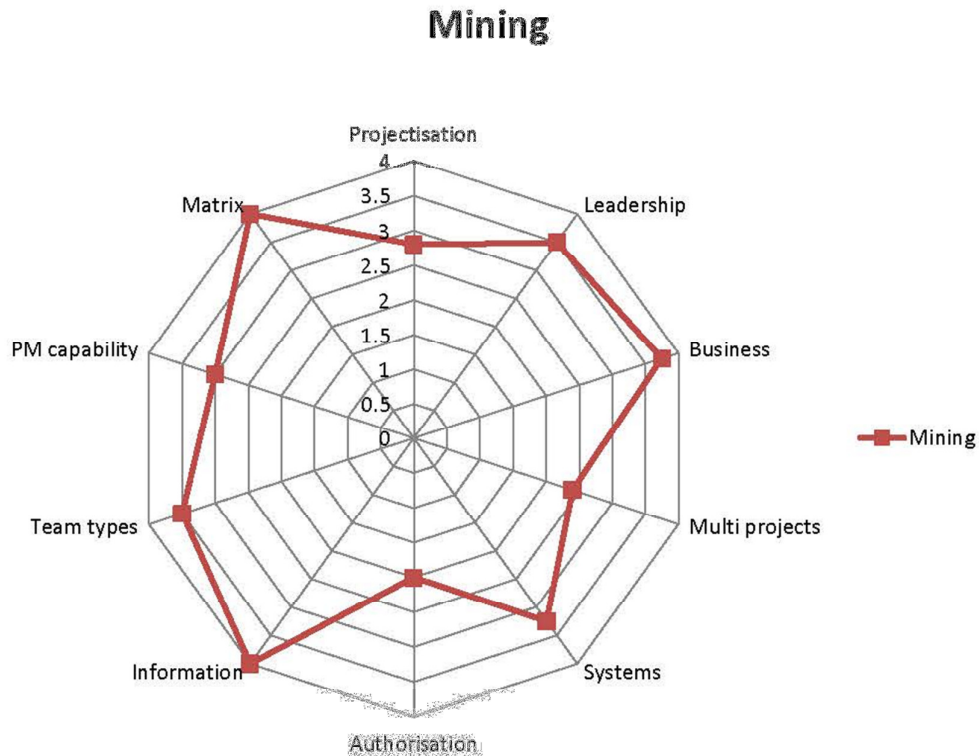 Mining
Projectisation
4
3.5
3
2.5
2
1.5
1
0.5
0
Leadership
Business
Multi projects
Systems
Authorisation
Information
Team types
PM capability
Matrix
Mining